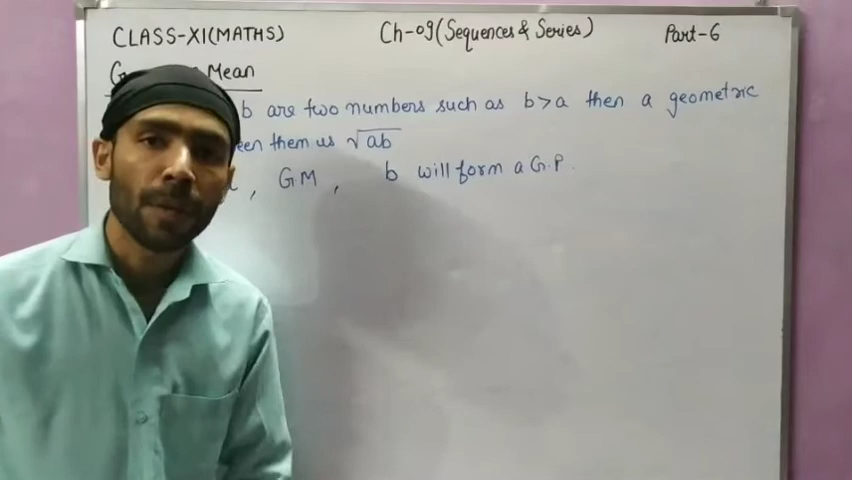 CLASS-XI(MATHS) Ch-09(Sequences & Series) Part-6
Mean
b are two numbers such as b>a then a geometric
een them is √ab
, G.M , b will form a G.P.